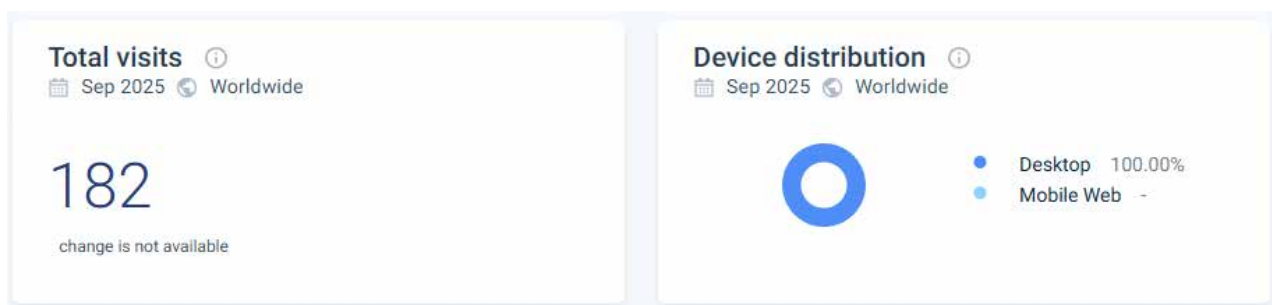 Total visits
Sep 2025 Worldwide
182
change is not available
Device distribution
Sep 2025 Worldwide
Desktop 100.00%
Mobile Web -